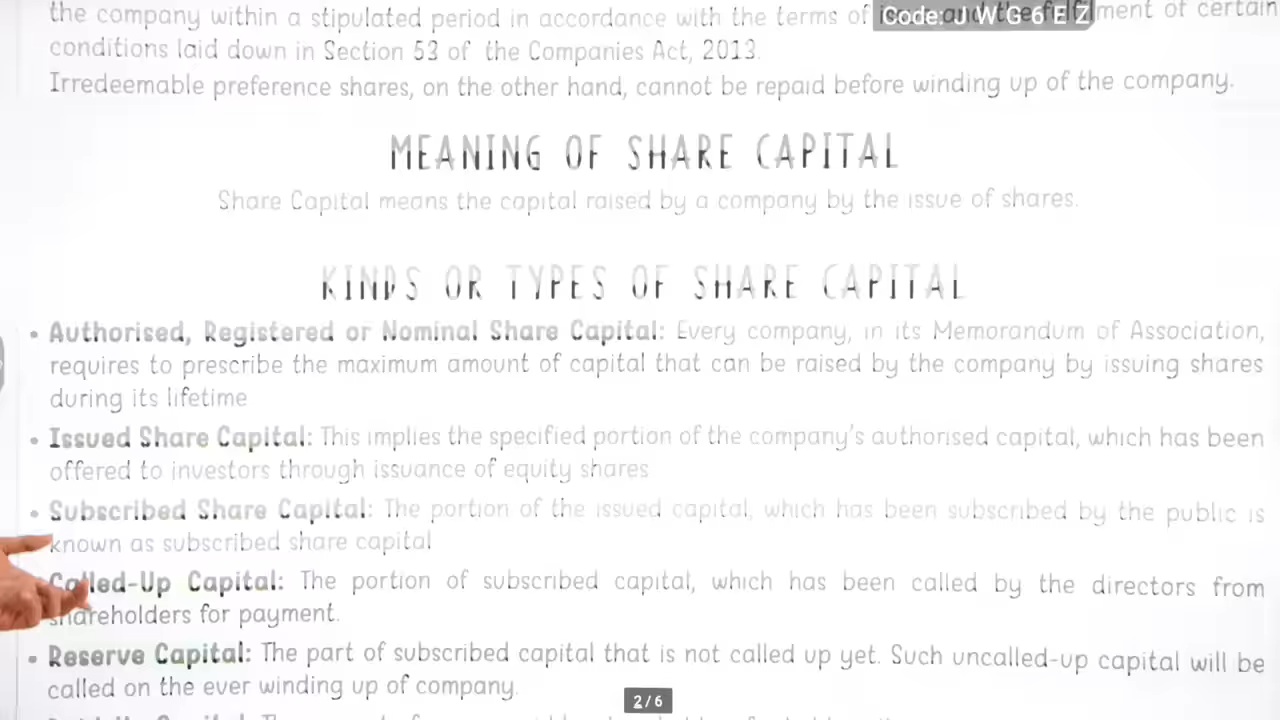 the company within a stipulated period in accordance with the terms of
Code: J W G 6 E Z
certain
conditions laid down in Section 53 of the Companies Act, 2013.
Irredeemable preference shares, on the other hand, cannot be repaid before winding up of the company.
MEANING OF SHARE CAPITAL
Share Capital means the capital raised by a company by the issue of shares.
KINDS OR TYPES OF SHARE CAPITAL
• Authorised, Registered or Nominal Share Capital: Every company, in its Memorandum of Association,
requires to prescribe the maximum amount of capital that can be raised by the company by issuing shares
during its lifetime
• Issued Share Capital: This implies the specified portion of the company's authorised capital, which has been
offered to investors through issuance of equity shares
• Subscribed Share Capital: The portion of the issued capital, which has been subscribed by the public is
known as subscribed share capital
Called-Up Capital: The portion of subscribed capital, which has been called by the directors from
shareholders for payment.
• Reserve Capital: The part of subscribed capital that is not called up yet. Such uncalled-up capital will be
called on the ever winding up of company.
2/6